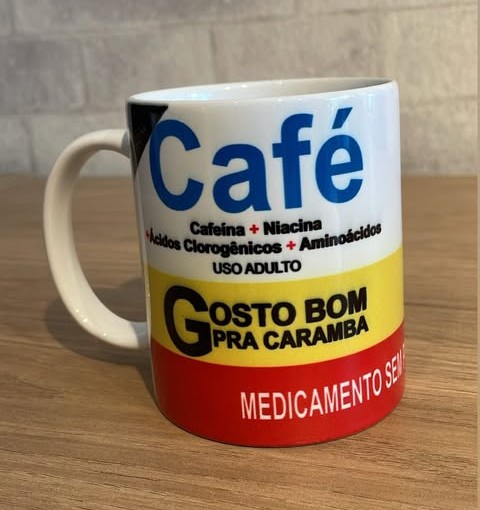 Café
Cafeína + Niacina
+Ácidos Clorogênicos + Aminoácidos
USO ADULTO
GOSTO BOM
PRA CARAMBA
MEDICAMENTO SEM